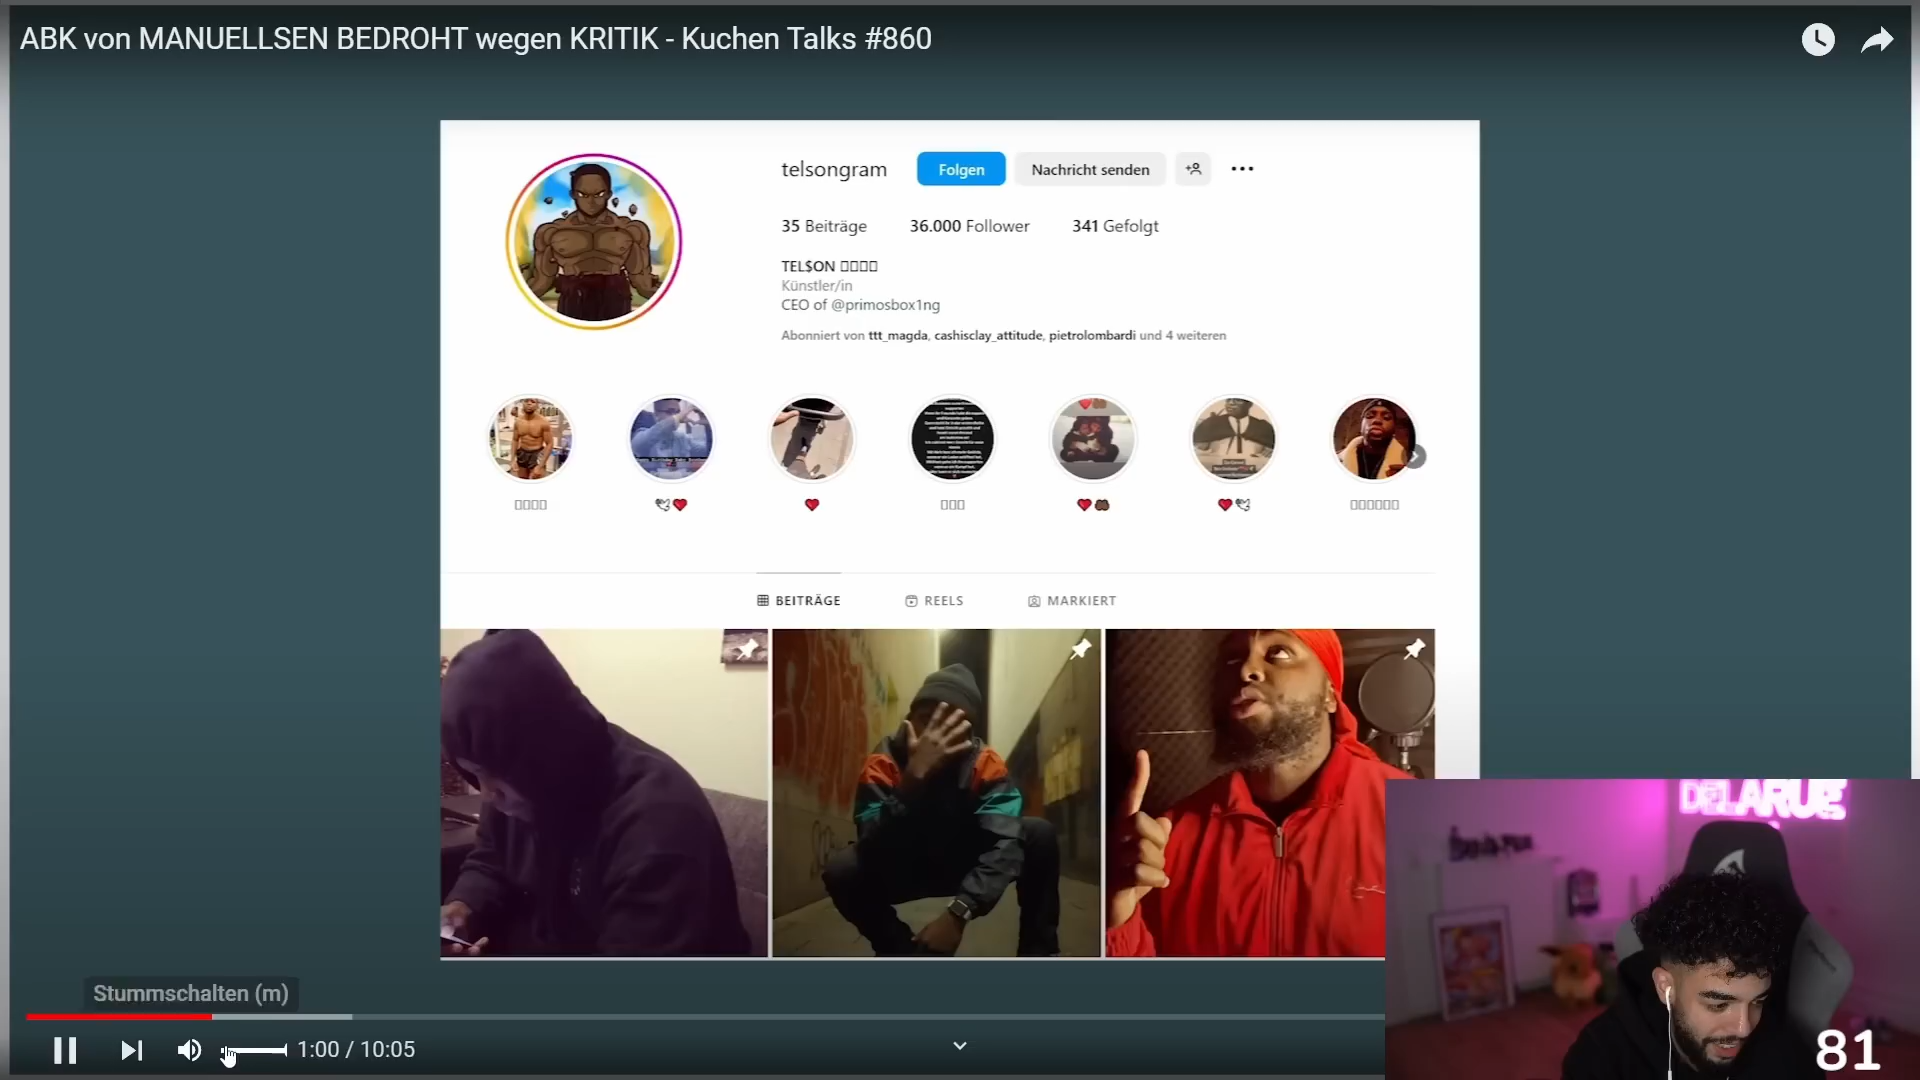 ABK von MANUELLSEN BEDROHT wegen KRITIK - Kuchen Talks #860
telsongram Folgen Nachricht senden
35 Beiträge 36.000 Follower 341 Gefolgt
TEL$ON
Künstler/in
CEO of @primosbox1ng
Abonniert von ttt_magda, cashisclay_attitude, pietrolombardi und 4 weiteren
BEITRÄGE REELS MARKIERT
DELARUE
Stummschalten (m)
1:00 / 10:05
81